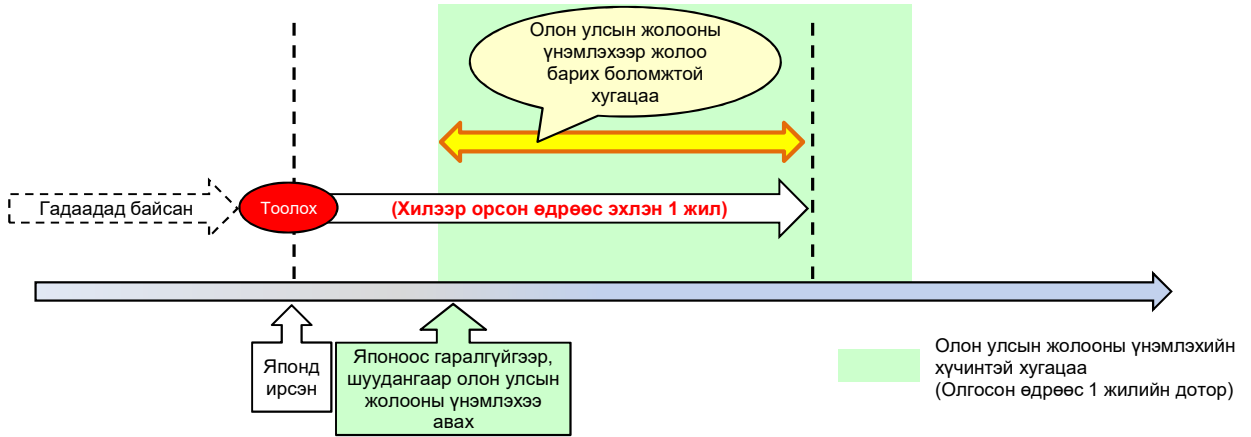 Олон улсын жолооны
үнэмлэхээр жолоо
барих боломжтой
хугацаа
Гадаадад байсан
Тоолох
(Хилээр орсон өдрөөс эхлэн 1 жил)
Японд
ирсэн
Японоос гаралгүйгээр,
шуудангаар олон улсын
жолооны үнэмлэхээ
авах
Олон улсын жолооны үнэмлэхийн
хүчинтэй хугацаа
(Олгосон өдрөөс 1 жилийн дотор)